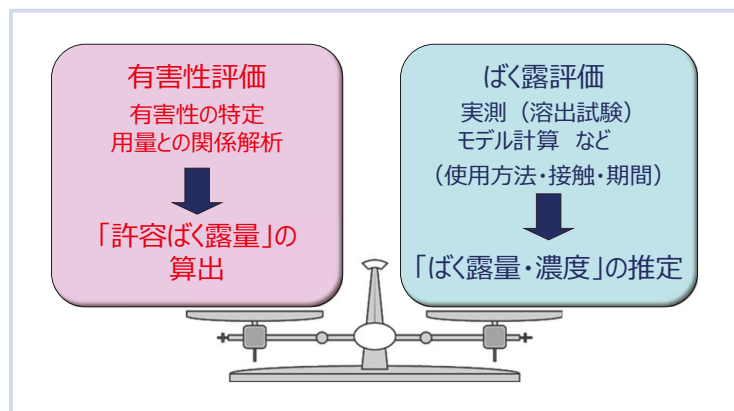 有害性評価
有害性の特定
用量との関係解析
「許容ばく露量」の
算出
ばく露評価
実測（溶出試験）
モデル計算 など
（使用方法・接触・期間）
「ばく露量・濃度」の推定